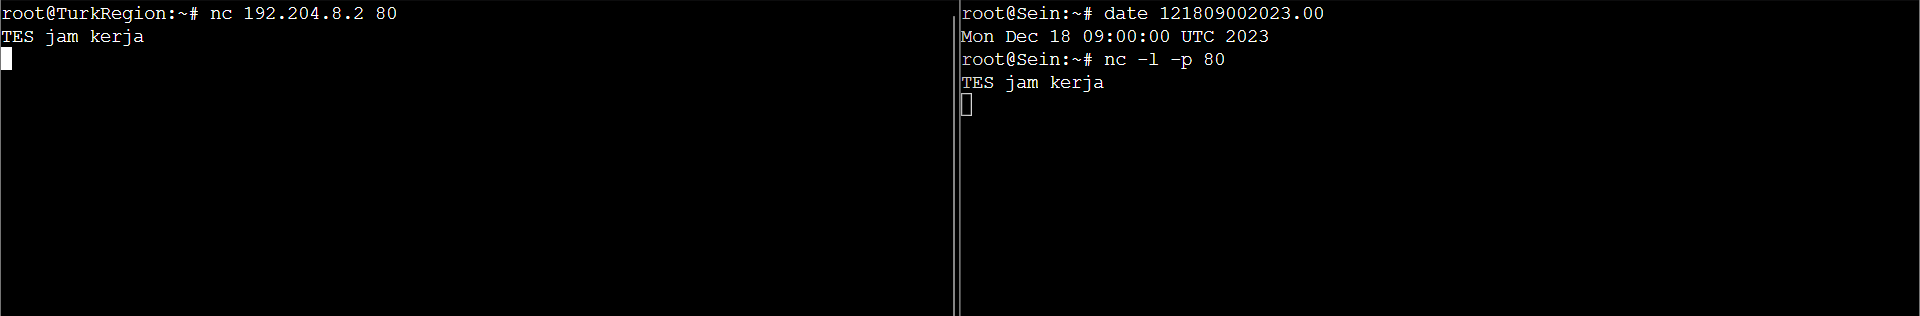 root@TurkRegion:~# nc 192.204.8.2 80
TES jam kerja
root@Sein:~# date 121809002023.00
Mon Dec 18 09:00:00 UTC 2023
root@Sein:~# nc -l -p 80
TES jam kerja